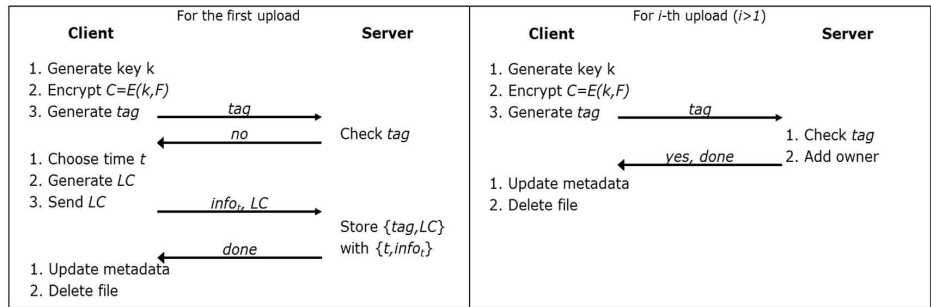 For the first upload
Client Server
1. Generate key k
2. Encrypt C=E(k,F)
3. Generate tag
tag
no
Check tag
1. Choose time t
2. Generate LC
3. Send LC
infoₜ, LC
Store {tag,LC}
with {t,infoₜ}
done
1. Update metadata
2. Delete file
For i-th upload (i>1)
Client Server
1. Generate key k
2. Encrypt C=E(k,F)
3. Generate tag
tag
1. Check tag
2. Add owner
yes, done
1. Update metadata
2. Delete file